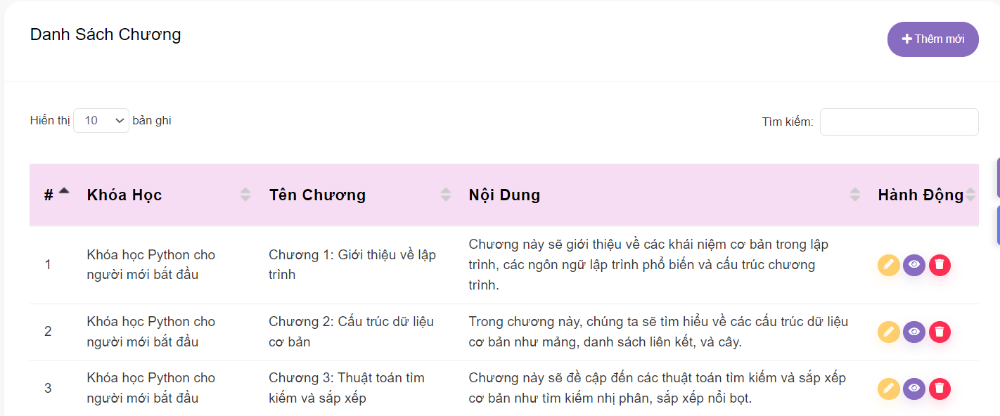 Danh Sách Chương
Thêm mới
Hiển thị 10 bản ghi
Tìm kiếm:
# Khóa Học Tên Chương Nội Dung Hành Động
1
Khóa học Python cho
người mới bắt đầu
Chương 1: Giới thiệu về lập
trình
Chương này sẽ giới thiệu về các khái niệm cơ bản trong lập
trình, các ngôn ngữ lập trình phổ biến và cấu trúc chương
trình.
2
Khóa học Python cho
người mới bắt đầu
Chương 2: Cấu trúc dữ liệu
cơ bản
Trong chương này, chúng ta sẽ tìm hiểu về các cấu trúc dữ liệu
cơ bản như mảng, danh sách liên kết, và cây.
3
Khóa học Python cho
người mới bắt đầu
Chương 3: Thuật toán tìm
kiếm và sắp xếp
Chương này sẽ đề cập đến các thuật toán tìm kiếm và sắp xếp
cơ bản như tìm kiếm nhị phân, sắp xếp nổi bọt.